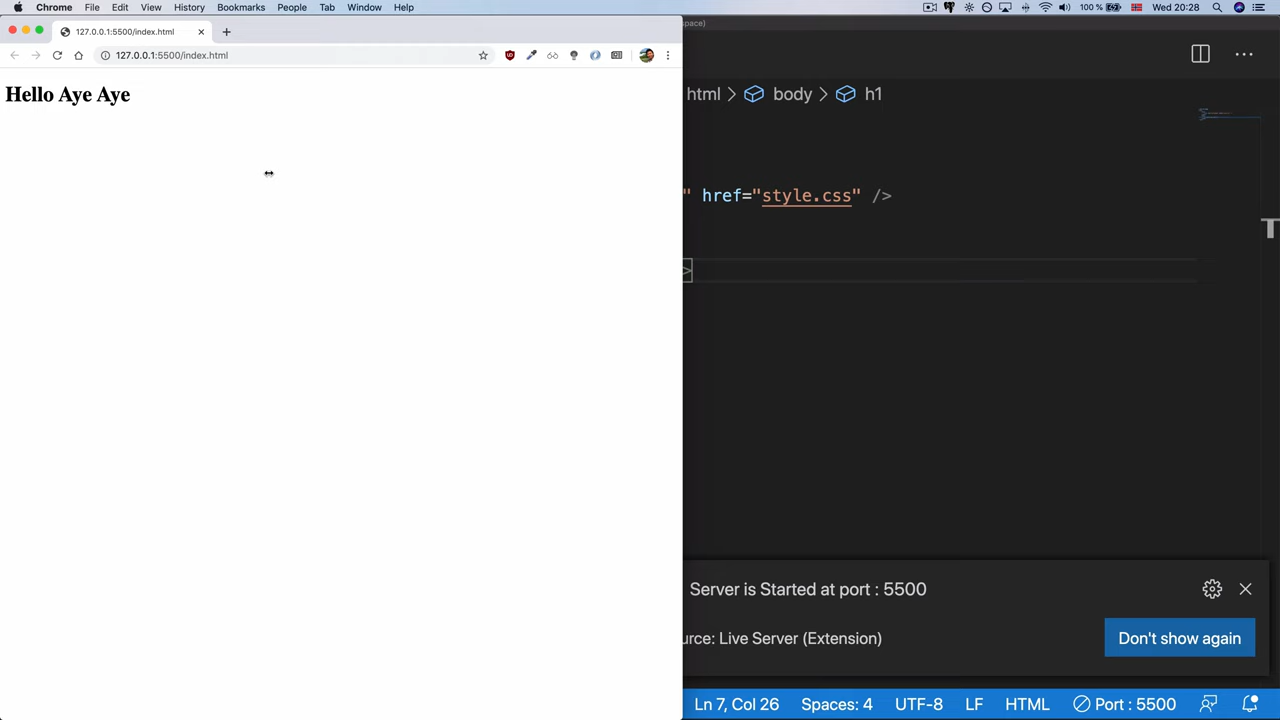 Chrome File Edit View History Bookmarks People Tab Window Help 100 % Wed 20:28
127.0.0.1:5500/index.html
space)
127.0.0.1:5500/index.html
Hello Aye Aye
html body h1
" href="style.css" />
>
Server is Started at port : 5500
urce: Live Server (Extension)
Don't show again
Ln 7, Col 26 Spaces: 4 UTF-8 LF HTML Port : 5500